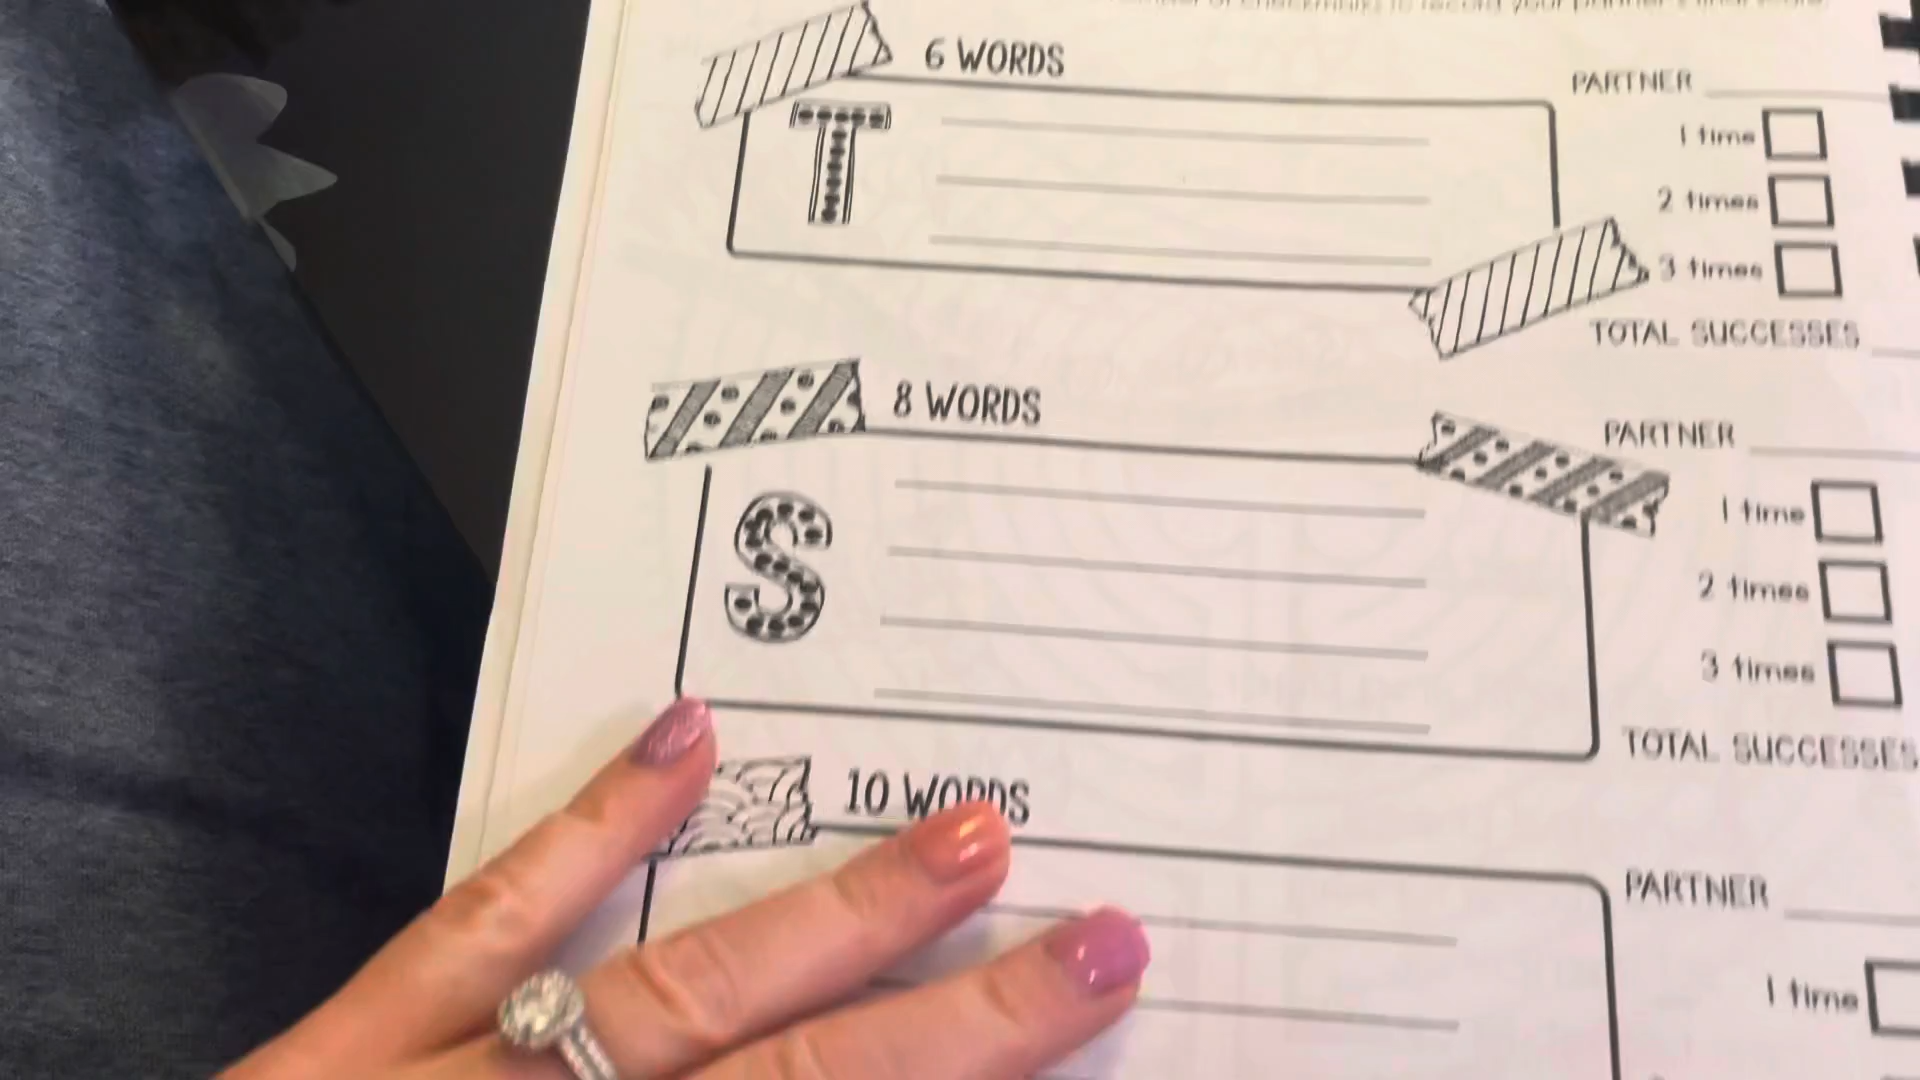 6 WORDS
PARTNER
T
1 time
2 times
3 times
TOTAL SUCCESSES
8 WORDS
PARTNER
S
1 time
2 times
3 times
TOTAL SUCCESSES
10 WORDS
PARTNER
1 time